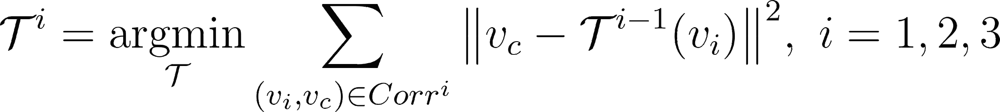 𝒯^i = argmin_𝒯 ∑_{(v_i,v_c)∈Corr^i} ‖v_c − 𝒯^{i−1}(v_i)‖^2, i = 1, 2, 3